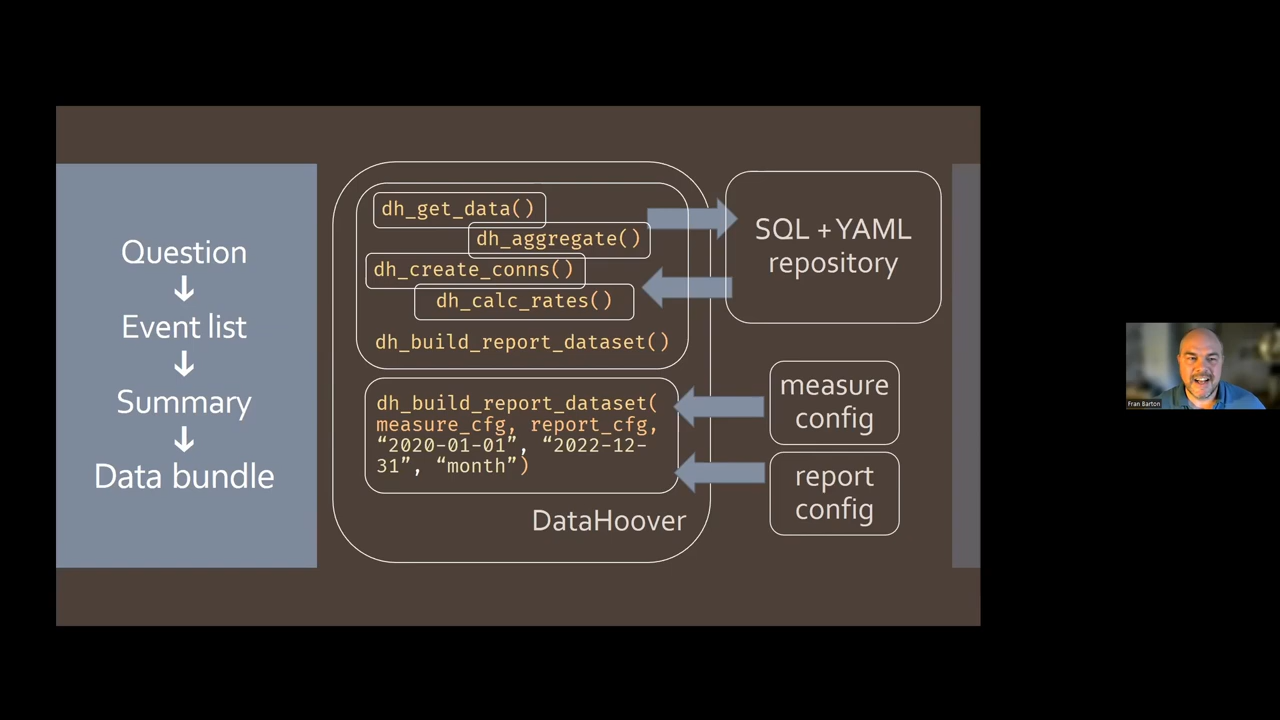 Question
↓
Event list
↓
Summary
↓
Data bundle
dh_get_data()
dh_aggregate()
dh_create_conns()
dh_calc_rates()
dh_build_report_dataset()
dh_build_report_dataset(
measure_cfg, report_cfg,
“2020-01-01”, “2022-12-
31”, “month”)
DataHoover
SQL + YAML
repository
measure
config
report
config
Fran Barton